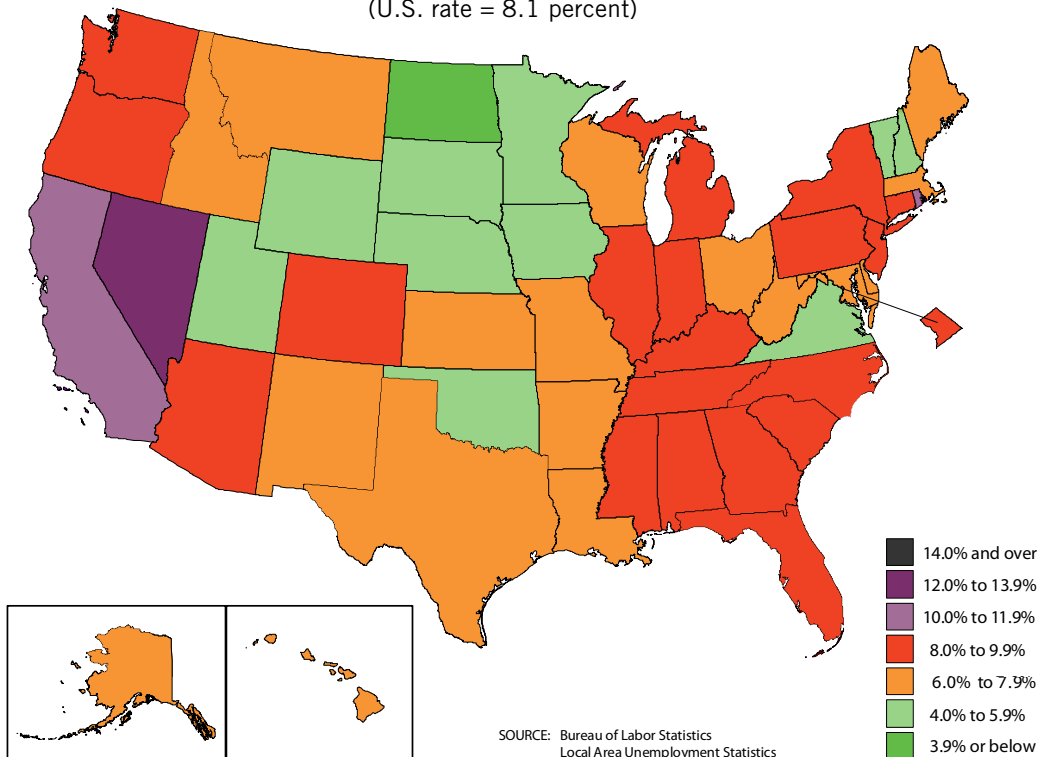 (U.S. rate = 8.1 percent)
14.0% and over
12.0% to 13.9%
10.0% to 11.9%
8.0% to 9.9%
6.0% to 7.9%
4.0% to 5.9%
3.9% or below
SOURCE: Bureau of Labor Statistics
Local Area Unemployment Statistics